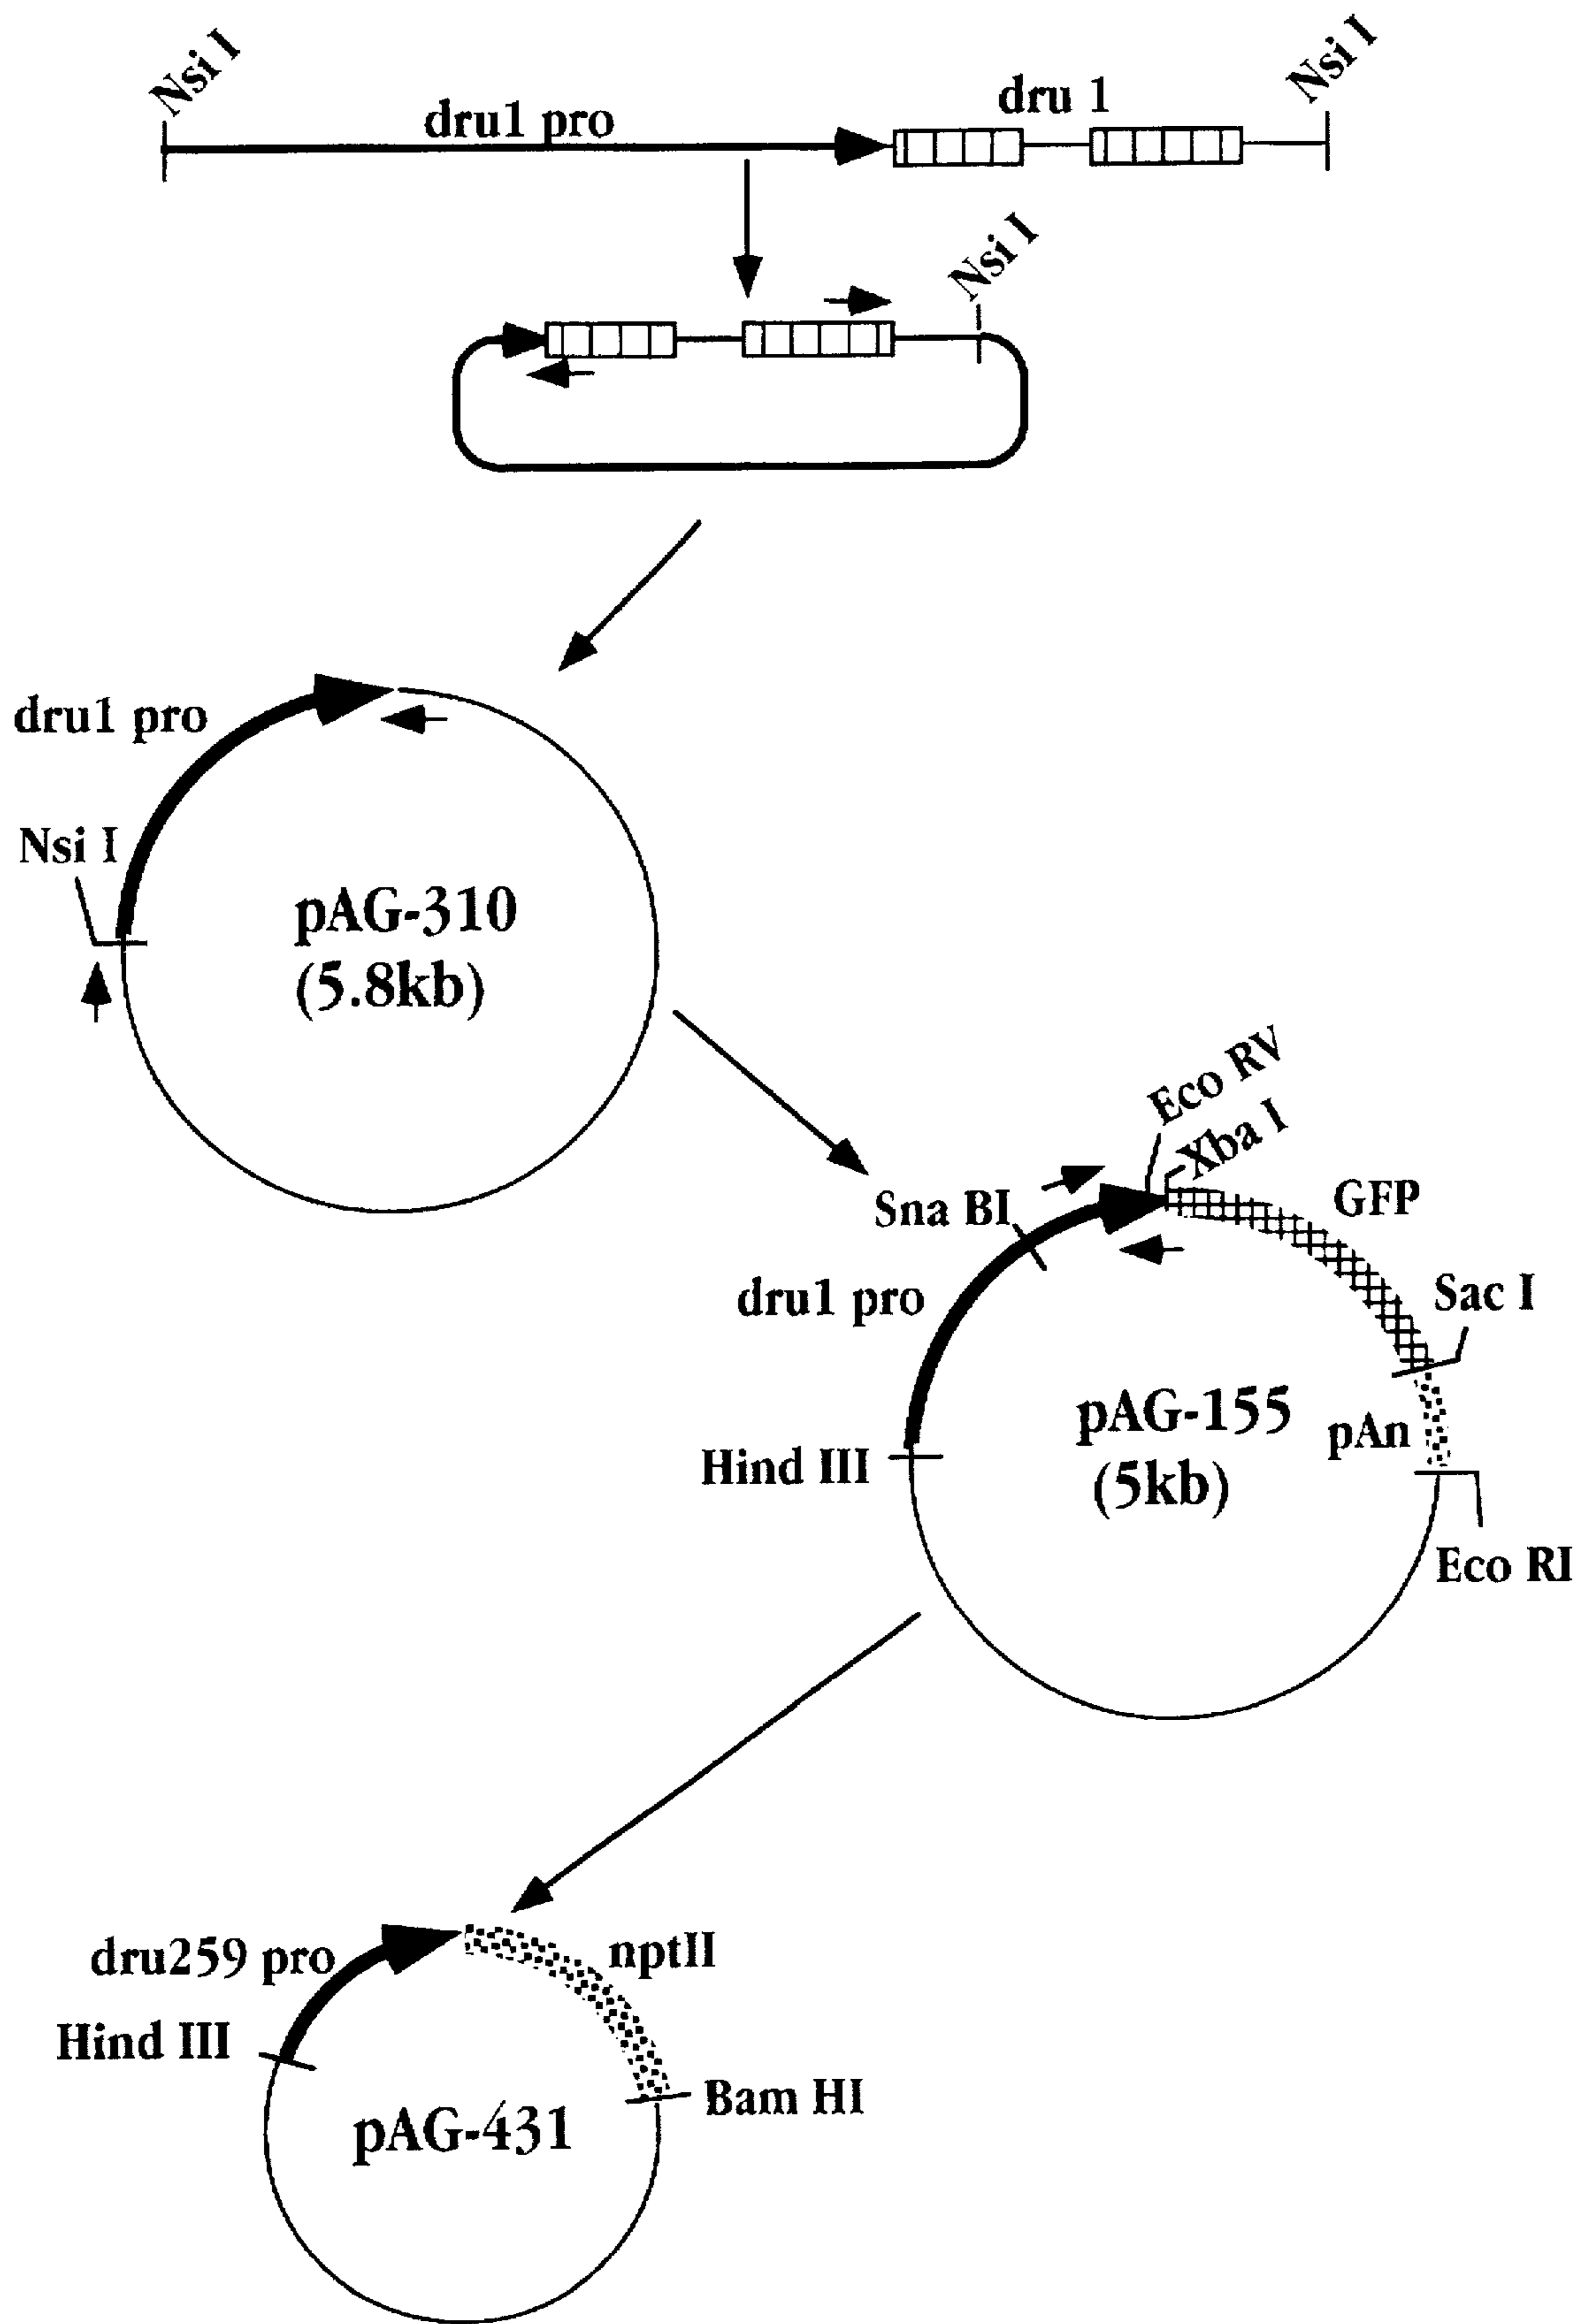 Nsi I
dru1 pro
dru 1
Nsi I
Nsi I
dru1 pro
Nsi I
pAG-310
(5.8kb)
Eco RV
Xba I
Sna BI
GFP
dru1 pro
Sac I
pAG-155
(5kb)
pAn
Hind III
Eco RI
dru259 pro
nptII
Hind III
Bam HI
pAG-431